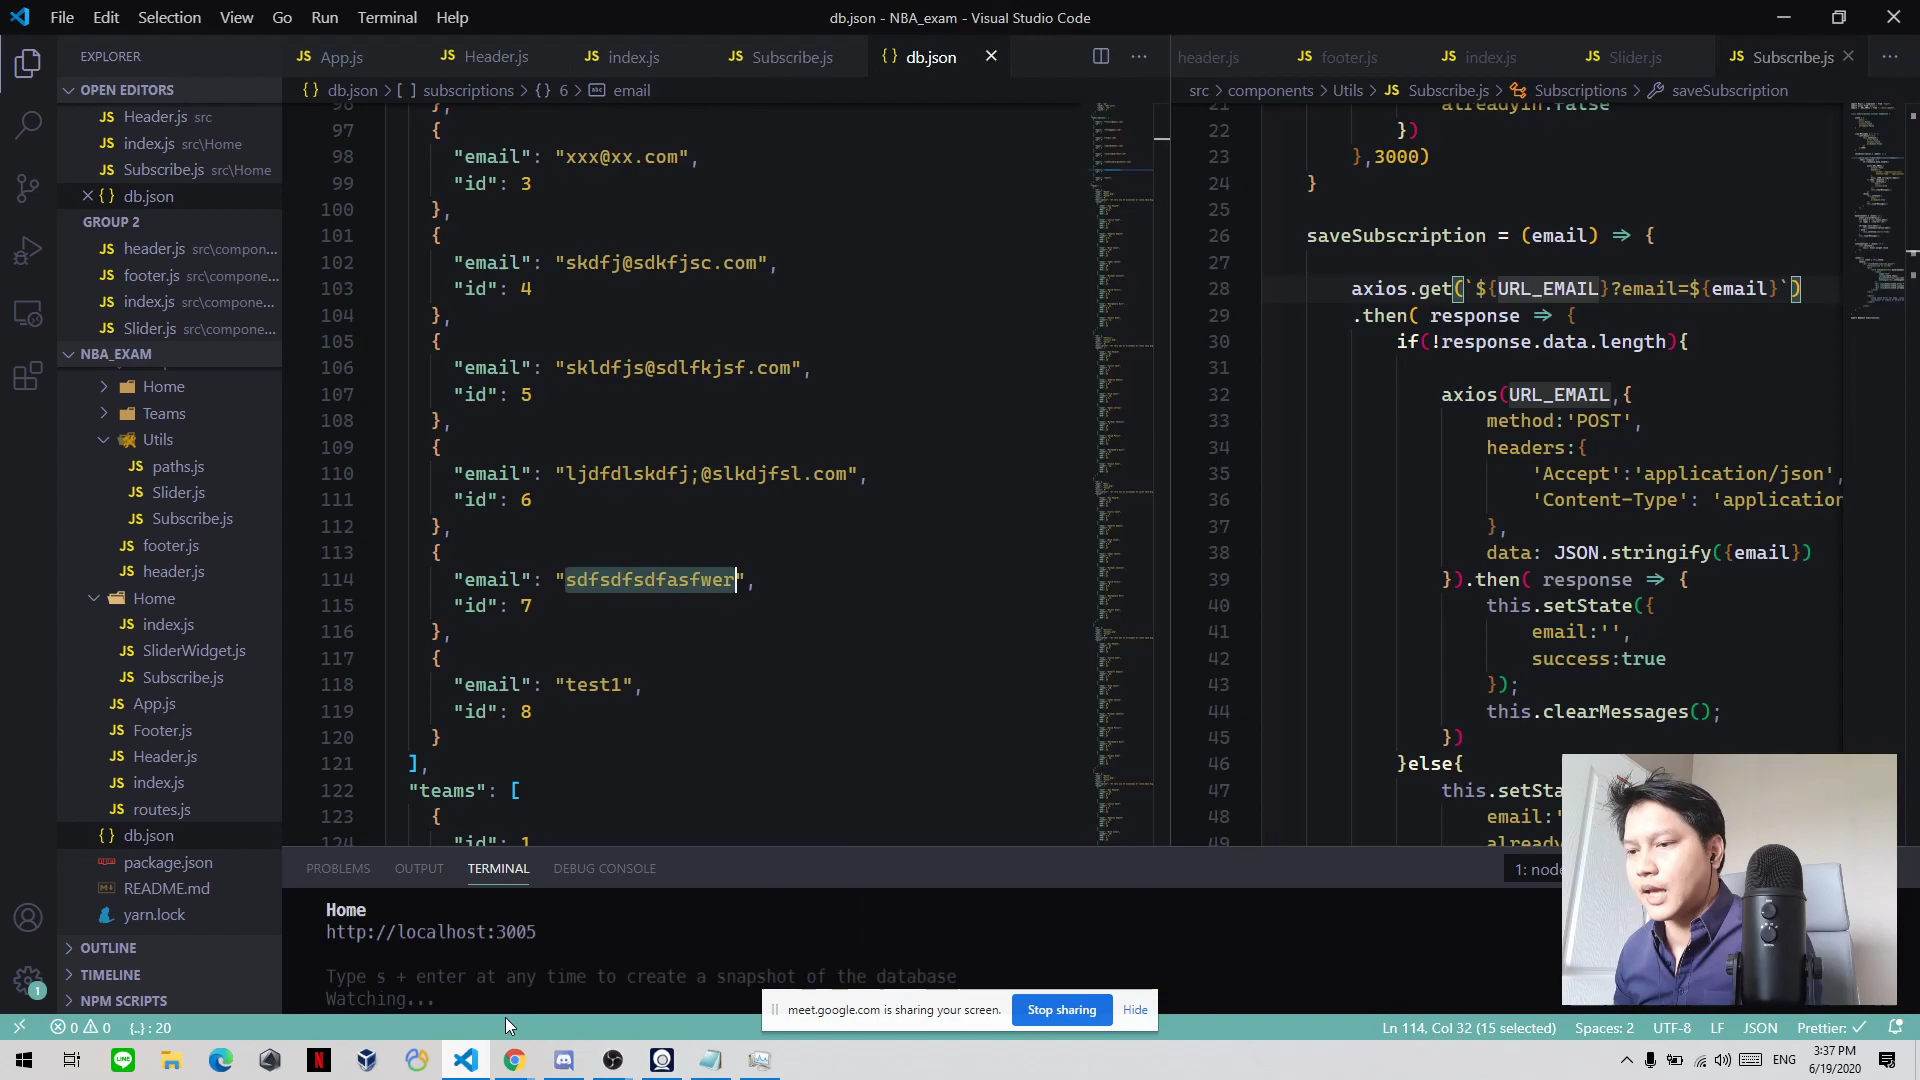 File Edit Selection View Go Run Terminal Help
db.json - NBA_exam - Visual Studio Code
EXPLORER
OPEN EDITORS
JS Header.js src
JS index.js src\Home
JS Subscribe.js src\Home
{} db.json
GROUP 2
JS header.js src\compon...
JS footer.js src\compone...
JS index.js src\compone...
JS Slider.js src\compone...
NBA_EXAM
Home
Teams
Utils
JS paths.js
JS Slider.js
JS Subscribe.js
JS footer.js
JS header.js
Home
JS index.js
JS SliderWidget.js
JS Subscribe.js
JS App.js
JS Footer.js
JS Header.js
JS index.js
JS routes.js
{} db.json
package.json
README.md
yarn.lock
OUTLINE
TIMELINE
NPM SCRIPTS
JS App.js JS Header.js JS index.js JS Subscribe.js {} db.json
{} db.json > [ ] subscriptions > {} 6 > email
96 },
97 {
98 "email": "xxx@xx.com",
99 "id": 3
100 },
101 {
102 "email": "skdfj@sdkfjsc.com",
103 "id": 4
104 },
105 {
106 "email": "skldfjs@sdlfkjsf.com",
107 "id": 5
108 },
109 {
110 "email": "ljdfdlskdfj;@slkdjfsl.com",
111 "id": 6
112 },
113 {
114 "email": "sdfsdfsdfasfwer",
115 "id": 7
116 },
117 {
118 "email": "test1",
119 "id": 8
120 }
121 ],
122 "teams": [
123 {
124 "id": 1
header.js JS footer.js JS index.js JS Slider.js JS Subscribe.js
src > components > Utils > JS Subscribe.js > Subscriptions > saveSubscription
21 alreadyIn:false
22 })
23 },3000)
24 }
25
26 saveSubscription = (email) => {
27
28 axios.get(`${URL_EMAIL}?email=${email}`)
29 .then( response => {
30 if(!response.data.length){
31
32 axios(URL_EMAIL,{
33 method:'POST',
34 headers:{
35 'Accept':'application/json',
36 'Content-Type': 'application
37 },
38 data: JSON.stringify({email})
39 }).then( response => {
40 this.setState({
41 email:'',
42 success:true
43 });
44 this.clearMessages();
45 })
46 }else{
47 this.setSta
48 email:'
49 alread
PROBLEMS OUTPUT TERMINAL DEBUG CONSOLE
1: node
Home
http://localhost:3005
Type s + enter at any time to create a snapshot of the database
Watching...
meet.google.com is sharing your screen. Stop sharing Hide
0 0 {..} : 20
Ln 114, Col 32 (15 selected) Spaces: 2 UTF-8 LF JSON Prettier: ✓
1
LINE
N
ENG
3:37 PM
6/19/2020